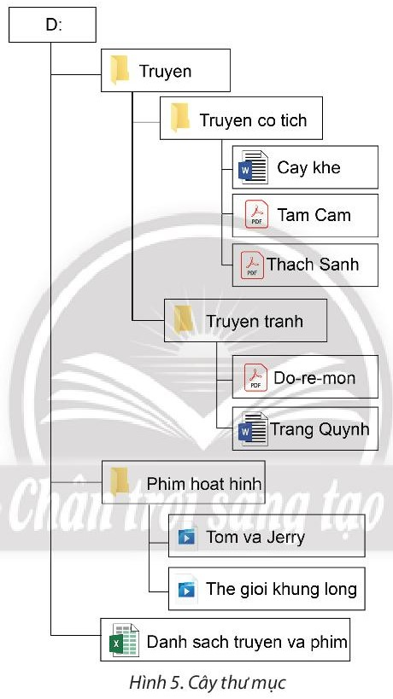 D:
Truyen
Truyen co tich
W Cay khe
PDF Tam Cam
PDF Thach Sanh
Truyen tranh
PDF Do-re-mon
W Trang Quynh
Phim hoat hinh
Chân trời sáng tạo
Tom va Jerry
The gioi khung long
X Danh sach truyen va phim
Hình 5. Cây thư mục